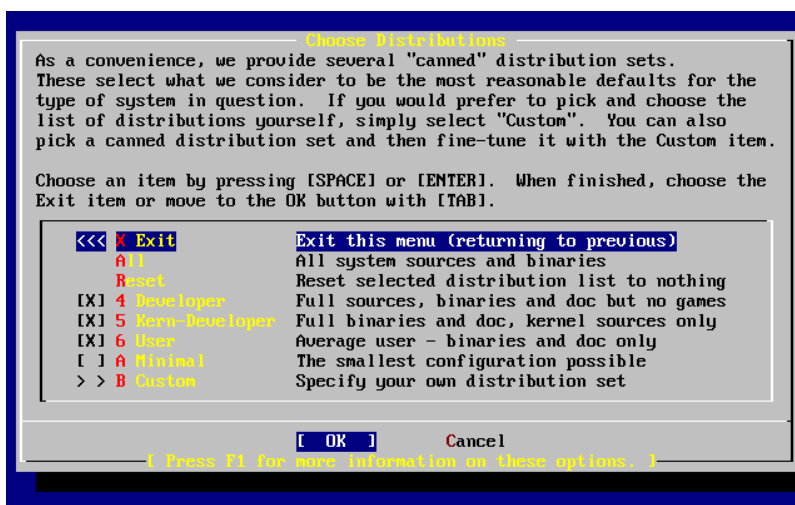 Choose Distributions
As a convenience, we provide several "canned" distribution sets.
These select what we consider to be the most reasonable defaults for the
type of system in question.  If you would prefer to pick and choose the
list of distributions yourself, simply select "Custom".  You can also
pick a canned distribution set and then fine-tune it with the Custom item.
Choose an item by pressing [SPACE] or [ENTER].  When finished, choose the
Exit item or move to the OK button with [TAB].
<<< X Exit Exit this menu (returning to previous)
All All system sources and binaries
Reset Reset selected distribution list to nothing
[X] 4 Developer Full sources, binaries and doc but no games
[X] 5 Kern-Developer Full binaries and doc, kernel sources only
[X] 6 User Average user - binaries and doc only
[ ] A Minimal The smallest configuration possible
> > B Custom Specify your own distribution set
[  OK  ] Cancel
[ Press F1 for more information on these options. ]